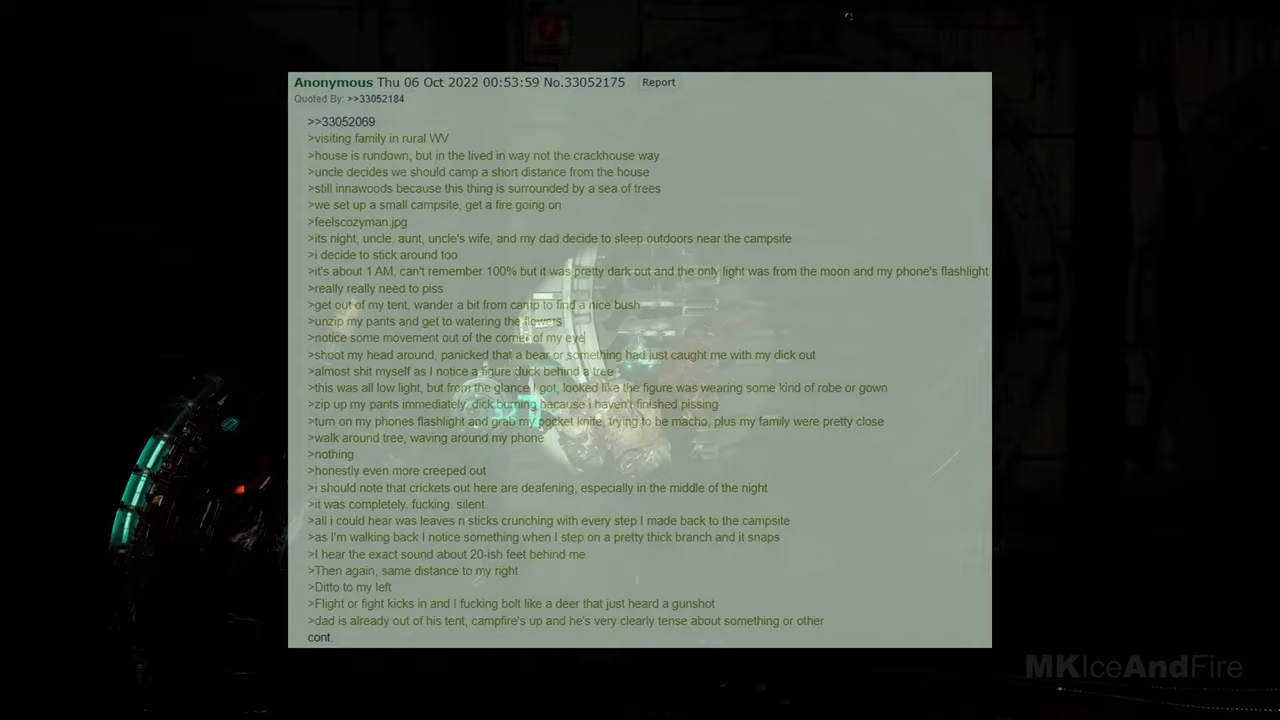 Anonymous Thu 06 Oct 2022 00:53:59 No.33052175 Report
Quoted By: >>33052184
>>33052069
>visiting family in rural WV
>house is rundown, but in the lived in way not the crackhouse way
>uncle decides we should camp a short distance from the house
>still innawoods because this thing is surrounded by a sea of trees
>we set up a small campsite, get a fire going on
>feelscozyman.jpg
>its night, uncle, aunt, uncle's wife, and my dad decide to sleep outdoors near the campsite
>i decide to stick around too
>it's about 1 AM, can't remember 100% but it was pretty dark out and the only light was from the moon and my phone's flashlight
>really really need to piss
>get out of my tent, wander a bit from camp to find a nice bush
>unzip my pants and get to watering the flowers
>notice some movement out of the corner of my eye
>shoot my head around, panicked that a bear or something had just caught me with my dick out
>almost shit myself as I notice a figure duck behind a tree
>this was all low light, but from the glance I got, looked like the figure was wearing some kind of robe or gown
>zip up my pants immediately, dick burning because i haven't finished pissing
>turn on my phones flashlight and grab my pocket knife, trying to be macho, plus my family were pretty close
>walk around tree, waving around my phone
>nothing
>honestly even more creeped out
>i should note that crickets out here are deafening, especially in the middle of the night
>it was completely. fucking. silent.
>all i could hear was leaves n sticks crunching with every step I made back to the campsite
>as I'm walking back I notice something when I step on a pretty thick branch and it snaps
>I hear the exact sound about 20-ish feet behind me
>Then again, same distance to my right
>Ditto to my left
>Flight or fight kicks in and I fucking bolt like a deer that just heard a gunshot
>dad is already out of his tent, campfire's up and he's very clearly tense about something or other
cont.
MKIceAndFire